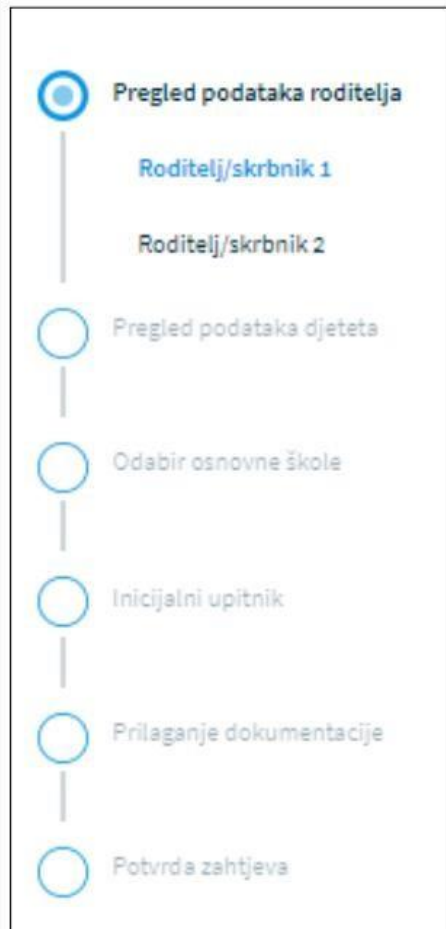 Pregled podataka roditelja
Roditelj/skrbnik 1
Roditelj/skrbnik 2
Pregled podataka djeteta
Odabir osnovne škole
Inicijalni upitnik
Prilaganje dokumentacije
Potvrda zahtjeva